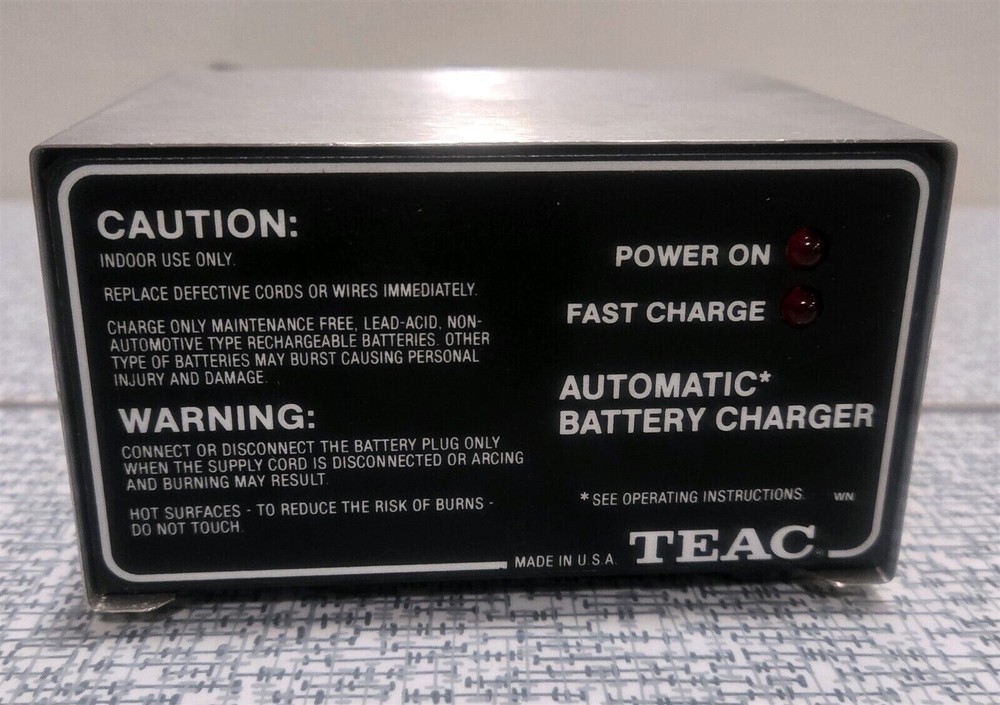 CAUTION:
INDOOR USE ONLY.
REPLACE DEFECTIVE CORDS OR WIRES IMMEDIATELY.
CHARGE ONLY MAINTENANCE FREE, LEAD-ACID, NON-
AUTOMOTIVE TYPE RECHARGEABLE BATTERIES. OTHER
TYPE OF BATTERIES MAY BURST CAUSING PERSONAL
INJURY AND DAMAGE.
WARNING:
CONNECT OR DISCONNECT THE BATTERY PLUG ONLY
WHEN THE SUPPLY CORD IS DISCONNECTED OR ARCING
AND BURNING MAY RESULT.
HOT SURFACES - TO REDUCE THE RISK OF BURNS -
DO NOT TOUCH.
POWER ON
FAST CHARGE
AUTOMATIC*
BATTERY CHARGER
*SEE OPERATING INSTRUCTIONS. WN
MADE IN U.S.A. TEAC®